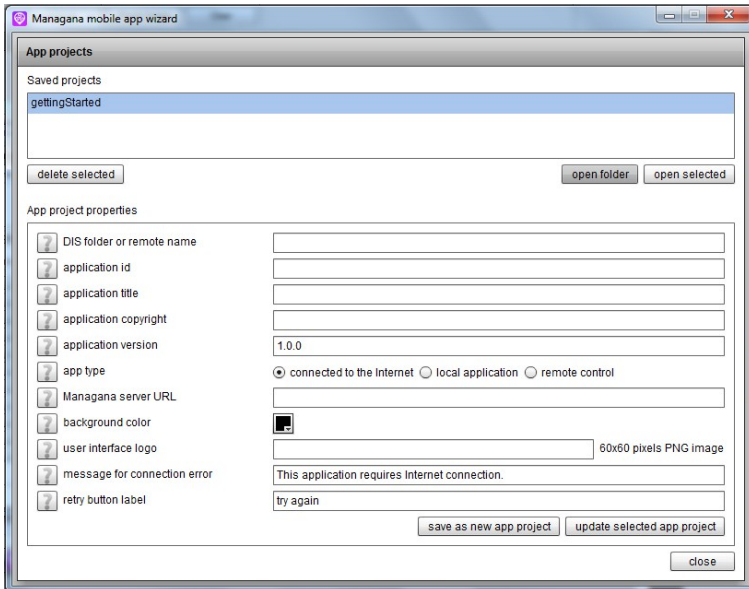 Managana mobile app wizard
App projects
Saved projects
gettingStarted
delete selected
open folder
open selected
App project properties
? DIS folder or remote name
? application id
? application title
? application copyright
? application version 1.0.0
? app type connected to the Internet local application remote control
? Managana server URL
? background color
? user interface logo 60x60 pixels PNG image
? message for connection error This application requires Internet connection.
? retry button label try again
save as new app project update selected app project
close